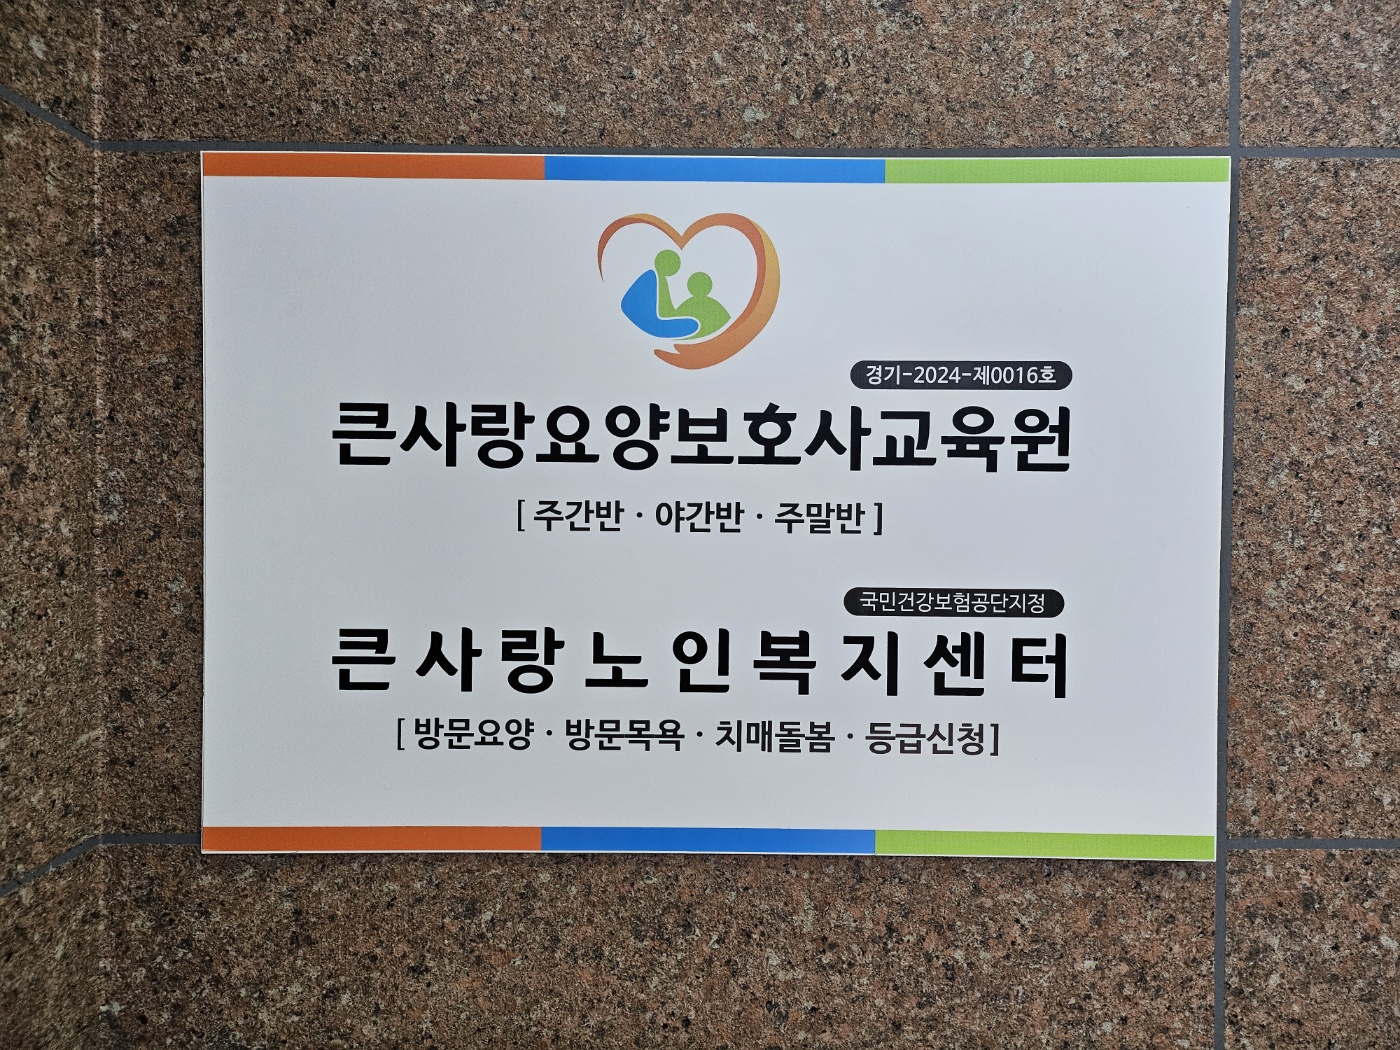 경기-2024-제0016호
큰사랑요양보호사교육원
[ 주간반 · 야간반 · 주말반 ]
국민건강보험공단지정
큰사랑노인복지센터
[ 방문요양 · 방문목욕 · 치매돌봄 · 등급신청 ]